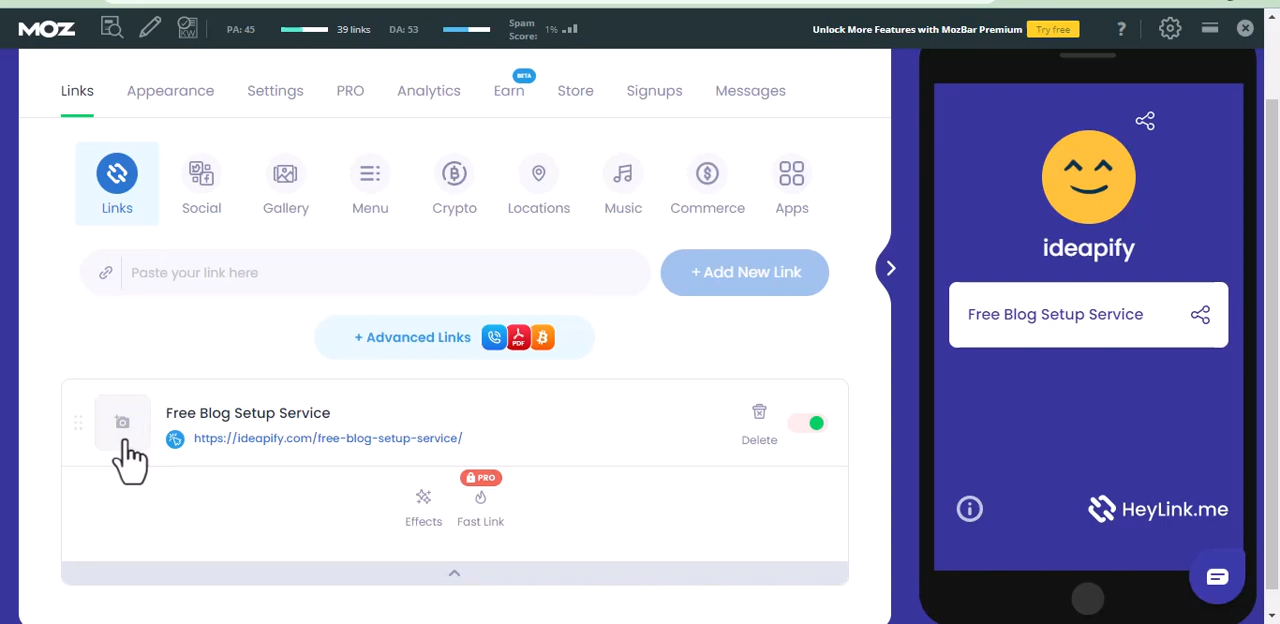 MOZ
KW
PA: 45
39 links
DA: 53
Spam
Score:
1%
Unlock More Features with MozBar Premium
Try free
?
Links
Appearance
Settings
PRO
Analytics
BETA
Earn
Store
Signups
Messages
Links
Social
Gallery
Menu
Crypto
Locations
Music
Commerce
Apps
Paste your link here
+ Add New Link
+ Advanced Links
PDF
Free Blog Setup Service
https://ideapify.com/free-blog-setup-service/
Delete
PRO
Effects
Fast Link
ideapify
Free Blog Setup Service
HeyLink.me